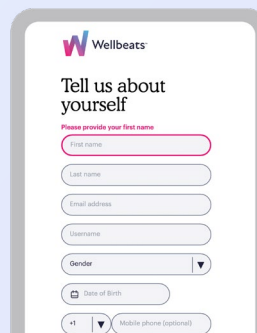 Wellbeats
Tell us about
yourself
Please provide your first name
First name
Last name
Email address
Username
Gender
Date of Birth
+1 Mobile phone (optional)